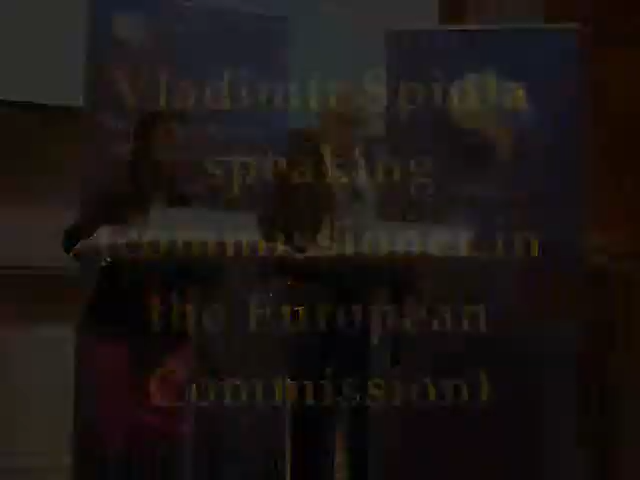 Vladimir Spidla
speaking
(commissioner in
the European
Commission)